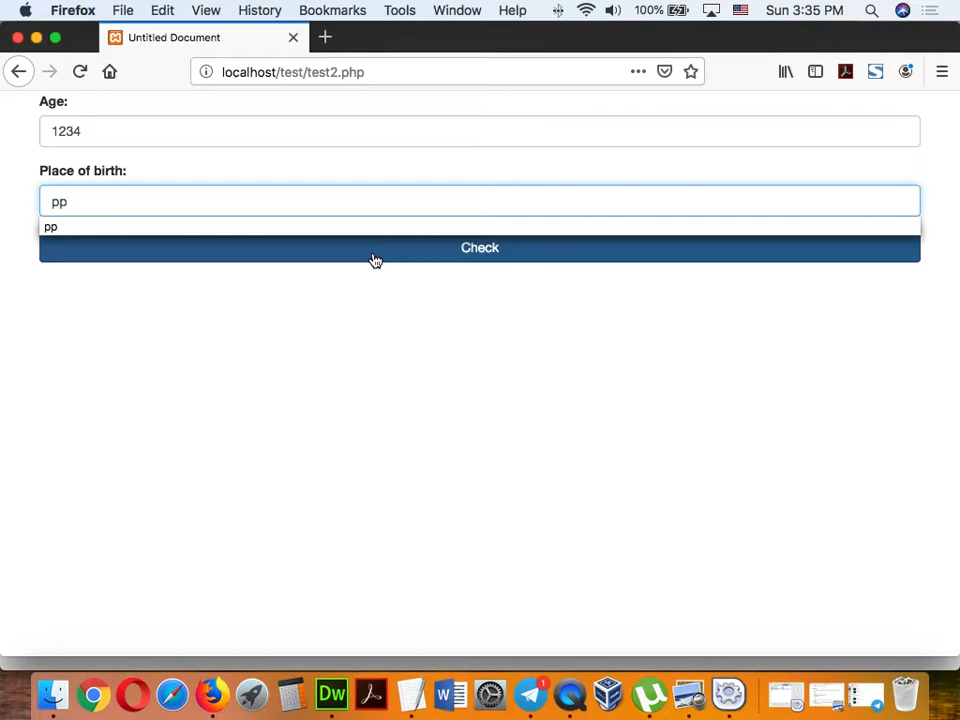 Firefox File Edit View History Bookmarks Tools Window Help 100% Sun 3:35 PM
Untitled Document
localhost/test/test2.php
Age:
1234
Place of birth:
pp
pp
Check
Dw W 1